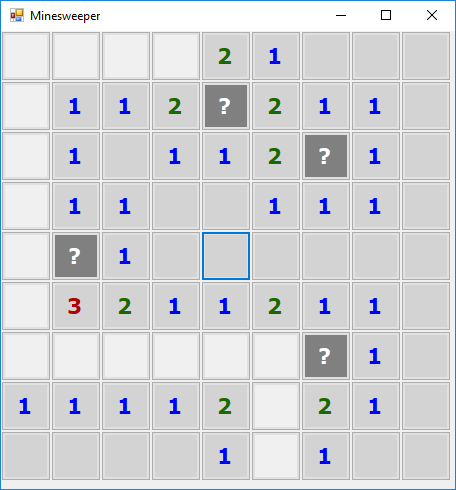 Minesweeper
2 1
1 1 2 ? 2 1 1
1 1 1 2 ? 1
1 1 1 1 1
? 1
3 2 1 1 2 1 1
? 1
1 1 1 1 2 2 1
1 1